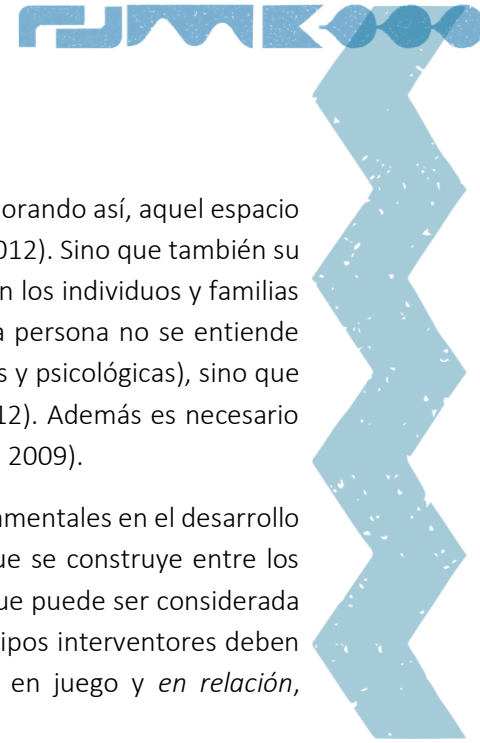 orando así, aquel espacio
012). Sino que también su
n los individuos y familias
a persona no se entiende
s y psicológicas), sino que
12). Además es necesario
2009).
amentales en el desarrollo
ue se construye entre los
ue puede ser considerada
ipos interventores deben
en juego y en relación,